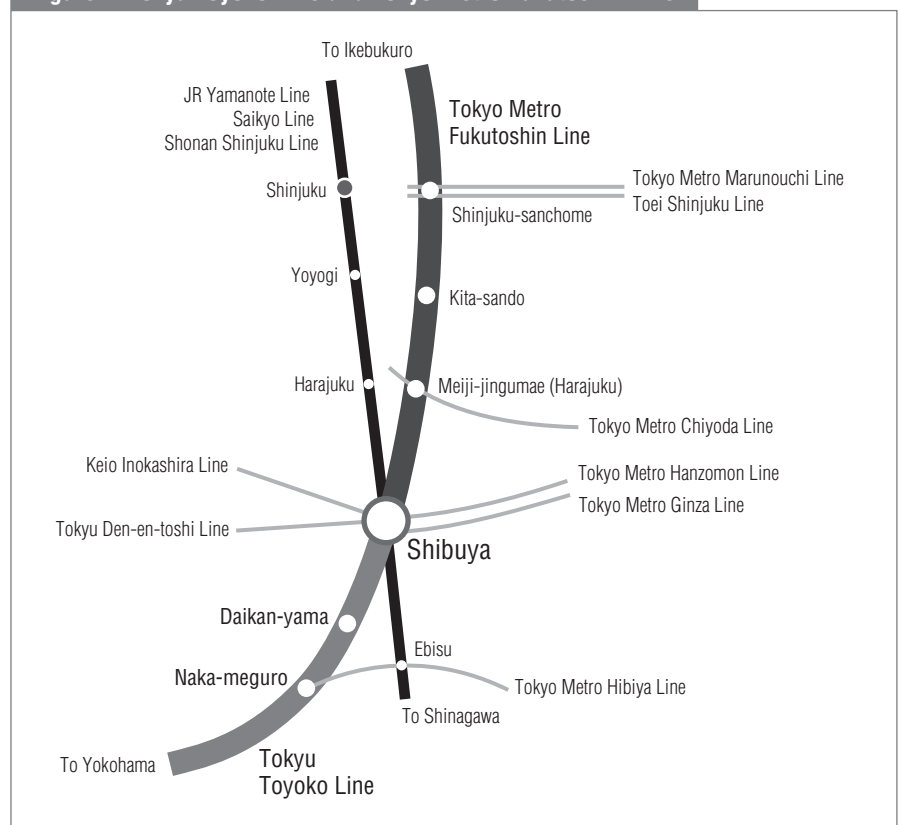 To Ikebukuro
JR Yamanote Line
Saikyo Line
Shonan Shinjuku Line
Tokyo Metro
Fukutoshin Line
Shinjuku
Tokyo Metro Marunouchi Line
Toei Shinjuku Line
Shinjuku-sanchome
Yoyogi
Kita-sando
Harajuku
Meiji-jingumae (Harajuku)
Tokyo Metro Chiyoda Line
Keio Inokashira Line
Tokyo Metro Hanzomon Line
Tokyo Metro Ginza Line
Tokyu Den-en-toshi Line
Shibuya
Daikan-yama
Ebisu
Naka-meguro
Tokyo Metro Hibiya Line
To Shinagawa
To Yokohama
Tokyu
Toyoko Line